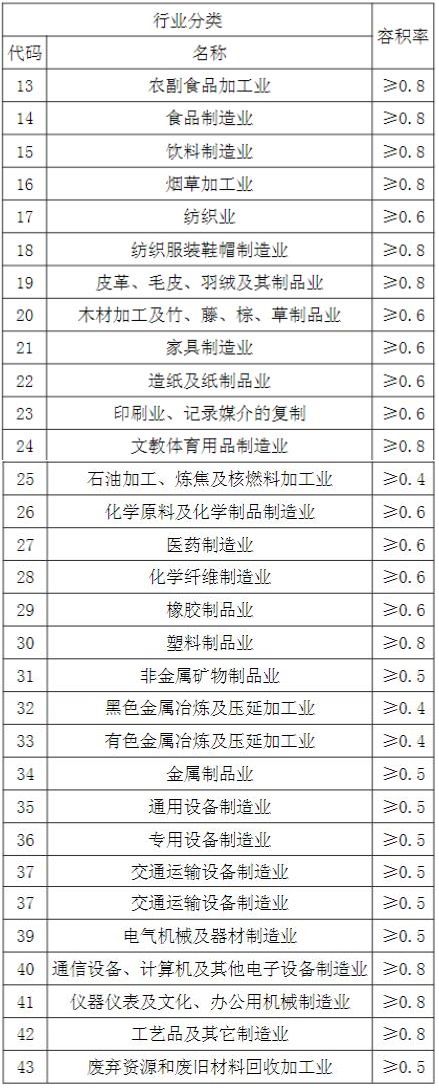 行业分类 容积率
代码 名称
13 农副食品加工业 ≥0.8
14 食品制造业 ≥0.8
15 饮料制造业 ≥0.8
16 烟草加工业 ≥0.8
17 纺织业 ≥0.6
18 纺织服装鞋帽制造业 ≥0.8
19 皮革、毛皮、羽绒及其制品业 ≥0.8
20 木材加工及竹、藤、棕、草制品业 ≥0.6
21 家具制造业 ≥0.6
22 造纸及纸制品业 ≥0.6
23 印刷业、记录媒介的复制 ≥0.6
24 文教体育用品制造业 ≥0.8
25 石油加工、炼焦及核燃料加工业 ≥0.4
26 化学原料及化学制品制造业 ≥0.6
27 医药制造业 ≥0.6
28 化学纤维制造业 ≥0.6
29 橡胶制品业 ≥0.6
30 塑料制品业 ≥0.8
31 非金属矿物制品业 ≥0.5
32 黑色金属冶炼及压延加工业 ≥0.4
33 有色金属冶炼及压延加工业 ≥0.4
34 金属制品业 ≥0.5
35 通用设备制造业 ≥0.5
36 专用设备制造业 ≥0.5
37 交通运输设备制造业 ≥0.5
37 交通运输设备制造业 ≥0.5
39 电气机械及器材制造业 ≥0.5
40 通信设备、计算机及其他电子设备制造业 ≥0.8
41 仪器仪表及文化、办公用机械制造业 ≥0.8
42 工艺品及其它制造业 ≥0.8
43 废弃资源和废旧材料回收加工业 ≥0.5